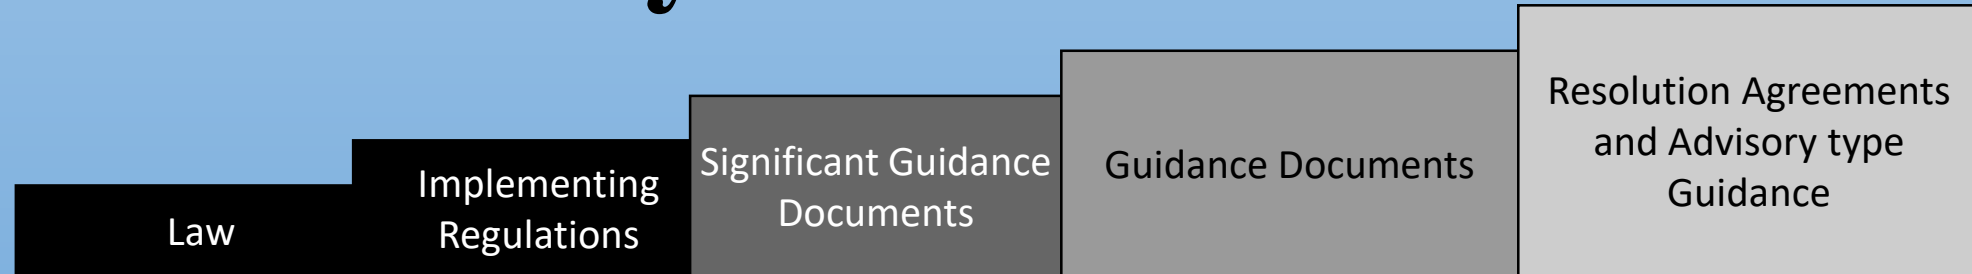 Law
Implementing
Regulations
Significant Guidance
Documents
Guidance Documents
Resolution Agreements
and Advisory type
Guidance